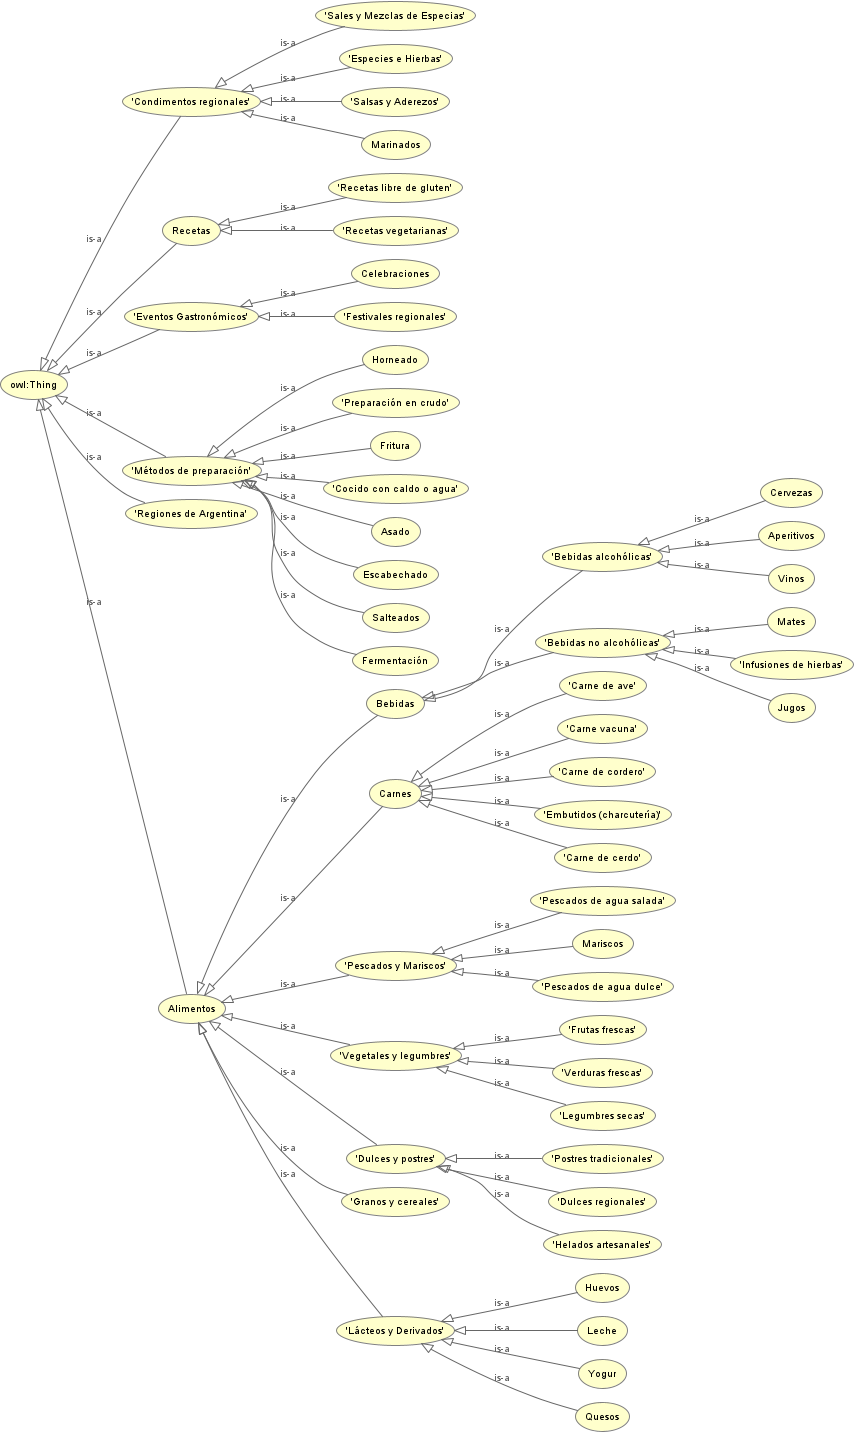 'Sales y Mezclas de Especias'
is-a
'Especies e Hierbas'
is-a
'Condimentos regionales'
is-a
'Salsas y Aderezos'
is-a
Marinados
'Recetas libre de gluten'
is-a
Recetas
is-a
'Recetas vegetarianas'
is-a
Celebraciones
is-a
'Eventos Gastronómicos'
is-a
'Festivales regionales'
is-a
is-a
Horneado
owl:Thing
is-a
'Preparación en crudo'
is-a
is-a
Fritura
is-a
'Métodos de preparación'
is-a
is-a
'Cocido con caldo o agua'
'Regiones de Argentina'
is-a
Asado
is-a
Escabechado
is-a
Salteados
is-a
Fermentación
is-a
Cervezas
is-a
Aperitivos
'Bebidas alcohólicas'
is-a
is-a
Vinos
Mates
is-a
is-a
'Bebidas no alcohólicas'
is-a
'Infusiones de hierbas'
is-a
is-a
Jugos
Bebidas
'Carne de ave'
is-a
'Carne vacuna'
is-a
'Carne de cordero'
is-a
Carnes
is-a
is-a
'Embutidos (charcutería)'
is-a
'Carne de cerdo'
is-a
'Pescados de agua salada'
is-a
Mariscos
is-a
'Pescados y Mariscos'
is-a
is-a
'Pescados de agua dulce'
Alimentos
is-a
'Frutas frescas'
is-a
'Vegetales y legumbres'
is-a
'Verduras frescas'
is-a
is-a
'Legumbres secas'
is-a
'Dulces y postres'
is-a
'Postres tradicionales'
is-a
is-a
'Granos y cereales'
is-a
'Dulces regionales'
'Helados artesanales'
Huevos
is-a
'Lácteos y Derivados'
is-a
Leche
is-a
Yogur
is-a
Quesos